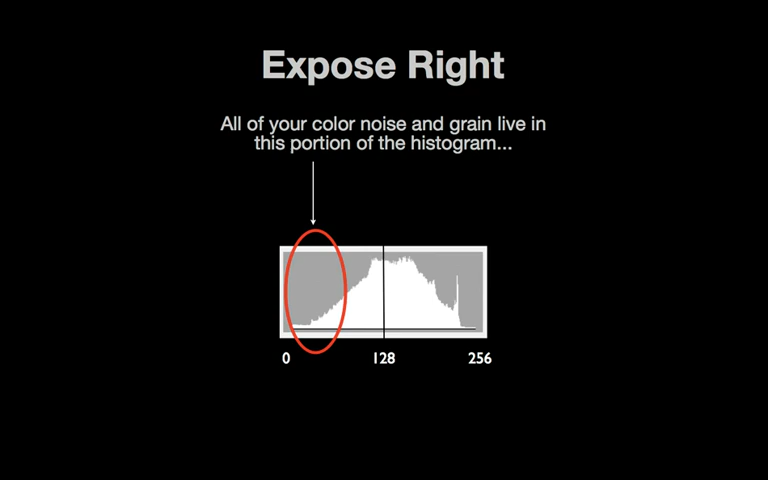 Expose Right
All of your color noise and grain live in
this portion of the histogram...
0 128 256